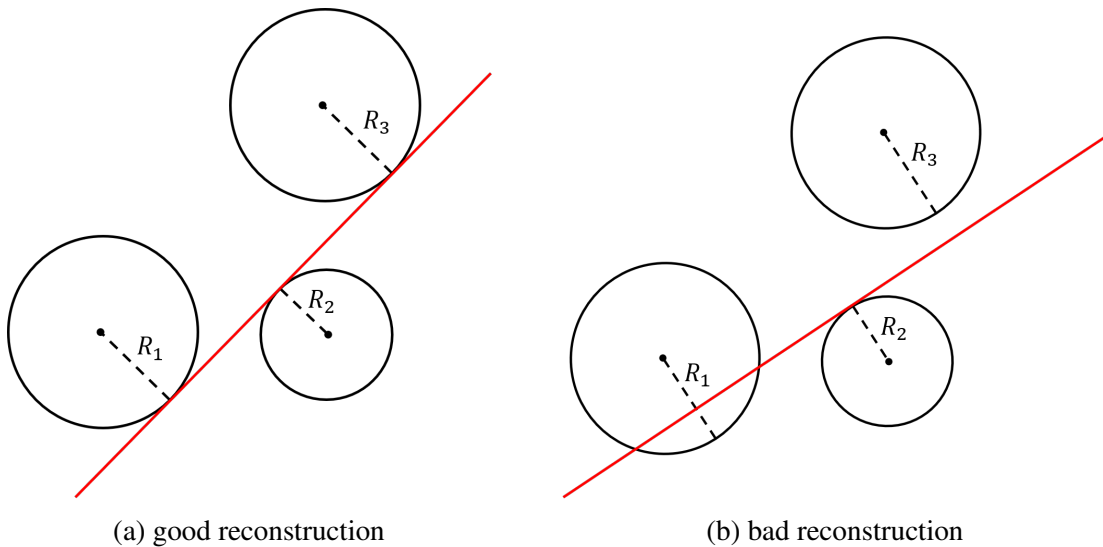 R₃
R₂
R₁
(a) good reconstruction
R₃
R₂
R₁
(b) bad reconstruction